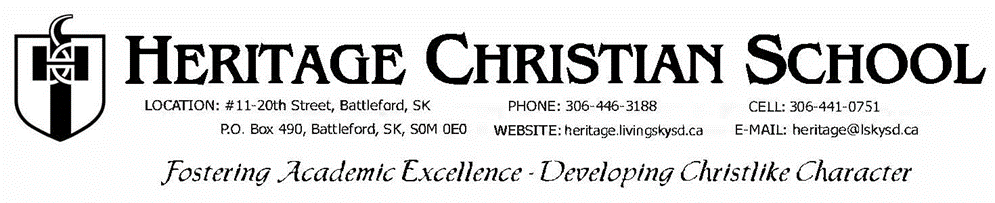 HERITAGE CHRISTIAN SCHOOL
LOCATION: #11-20th Street, Battleford, SK PHONE: 306-446-3188 CELL: 306-441-0751
P.O. Box 490, Battleford, SK, S0M 0E0 WEBSITE: heritage.livingskysd.ca E-MAIL: heritage@lskysd.ca
Fostering Academic Excellence - Developing Christlike Character